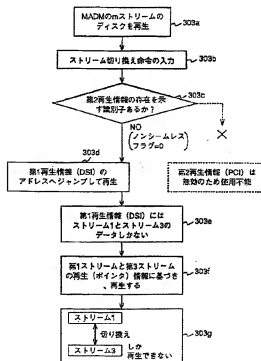 MADMのmストリームの
ディスクを再生
303a
ストリーム切り換え命令の入力
303b
303c
第2再生情報の存在を示
す識別子あるか？
NO
ノンシームレス
フラグ=0
303d
第1再生情報（DSI）の
アドレスへジャンプして再生
第2再生情報（PCI）は
無効のため使用不能
第1再生情報（DSI）には
ストリーム1とストリーム3の
データしかない
303e
第1ストリームと第3ストリーム
の再生（ポインタ）情報に基づき
、再生する
303f
ストリーム1
切り換え
ストリーム3 しか
再生できない
303g